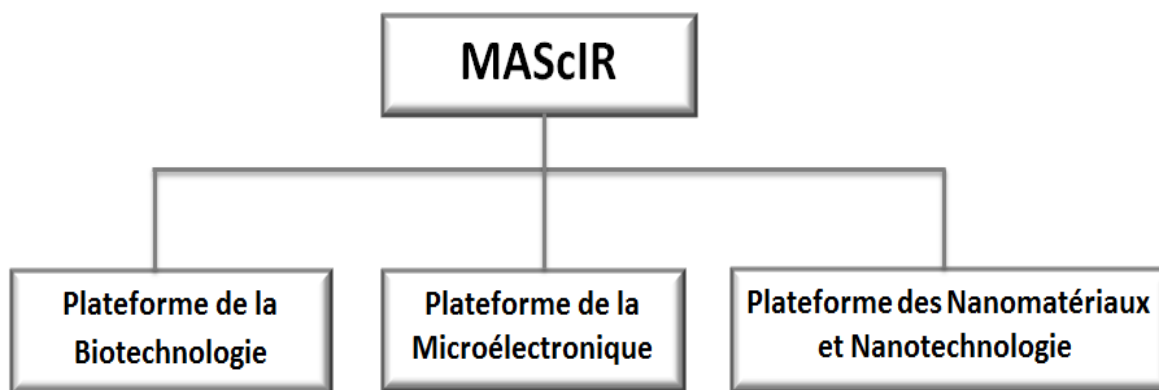 MAScIR
Plateforme de la
Biotechnologie
Plateforme de la
Microélectronique
Plateforme des Nanomatériaux
et Nanotechnologie